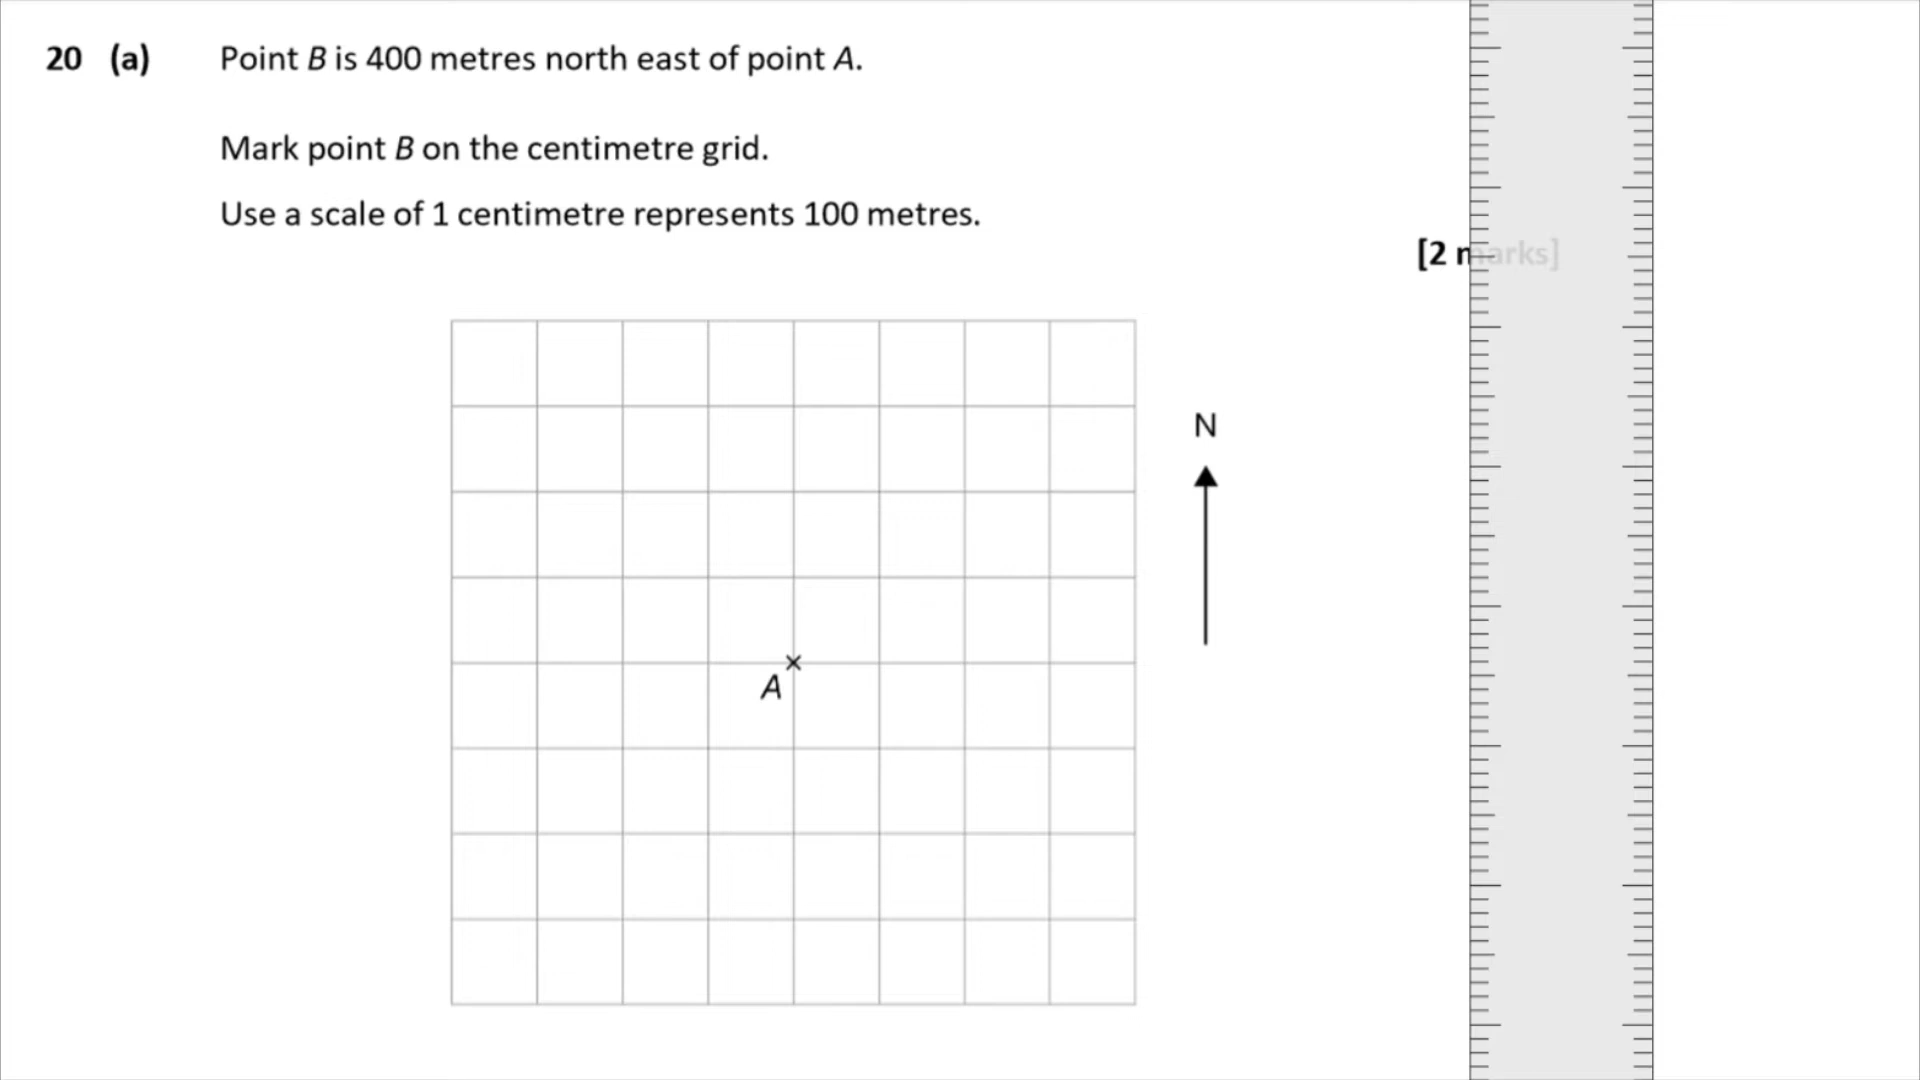 20 (a) Point B is 400 metres north east of point A.
Mark point B on the centimetre grid.
Use a scale of 1 centimetre represents 100 metres.
[2 marks]
N
A